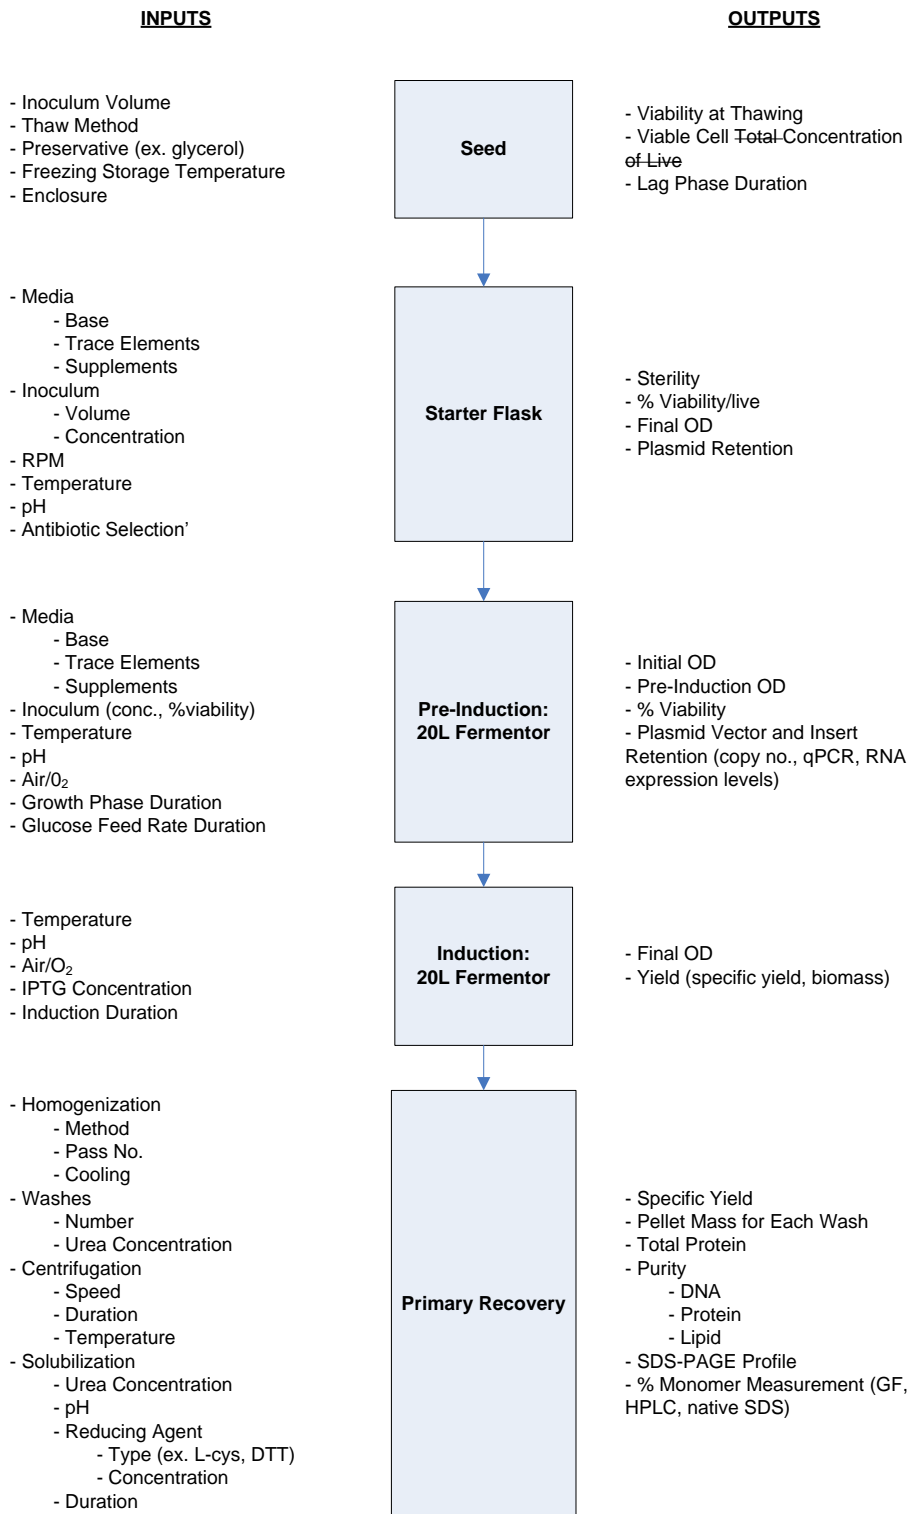 INPUTS
OUTPUTS
- Inoculum Volume
- Thaw Method
- Preservative (ex. glycerol)
- Freezing Storage Temperature
- Enclosure
Seed
- Viability at Thawing
- Viable Cell Total Concentration
of Live
- Lag Phase Duration
- Media
- Base
- Trace Elements
- Supplements
- Inoculum
- Volume
- Concentration
- RPM
- Temperature
- pH
- Antibiotic Selection’
Starter Flask
- Sterility
- % Viability/live
- Final OD
- Plasmid Retention
- Media
- Base
- Trace Elements
- Supplements
- Inoculum (conc., %viability)
- Temperature
- pH
- Air/0₂
- Growth Phase Duration
- Glucose Feed Rate Duration
Pre-Induction:
20L Fermentor
- Initial OD
- Pre-Induction OD
- % Viability
- Plasmid Vector and Insert
Retention (copy no., qPCR, RNA
expression levels)
- Temperature
- pH
- Air/O₂
- IPTG Concentration
- Induction Duration
Induction:
20L Fermentor
- Final OD
- Yield (specific yield, biomass)
- Homogenization
- Method
- Pass No.
- Cooling
- Washes
- Number
- Urea Concentration
- Centrifugation
- Speed
- Duration
- Temperature
- Solubilization
- Urea Concentration
- pH
- Reducing Agent
- Type (ex. L-cys, DTT)
- Concentration
- Duration
Primary Recovery
- Specific Yield
- Pellet Mass for Each Wash
- Total Protein
- Purity
- DNA
- Protein
- Lipid
- SDS-PAGE Profile
- % Monomer Measurement (GF,
HPLC, native SDS)